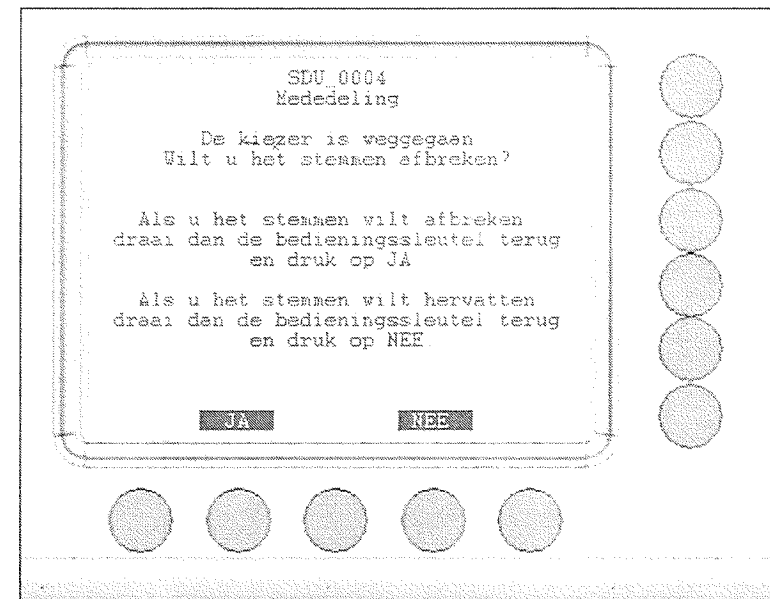 SDU_0004
Mededeling
De kiezer is weggegaan
Wilt u het stemmen afbreken?
Als u het stemmen wilt afbreken
draai dan de bedieningssleutel terug
en druk op JA
Als u het stemmen wilt hervatten
draai dan de bedieningssleutel terug
en druk op NEE
JA NEE